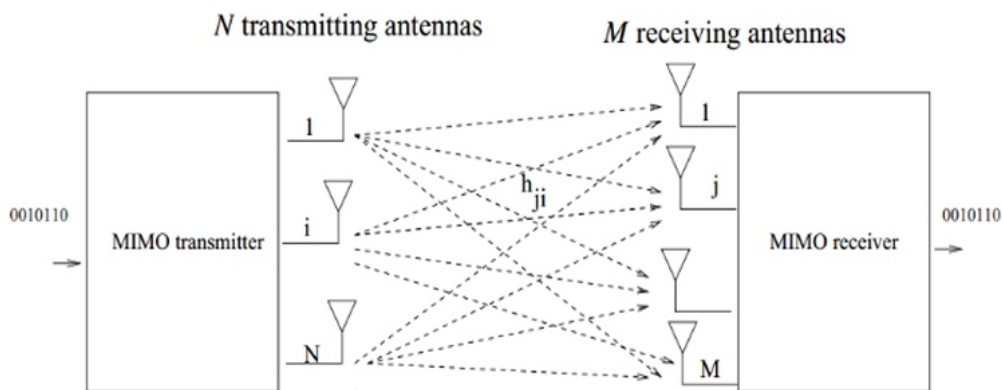 N transmitting antennas
M receiving antennas
1
1
j
h
ji
0010110
i
0010110
MIMO transmitter
MIMO receiver
N
M